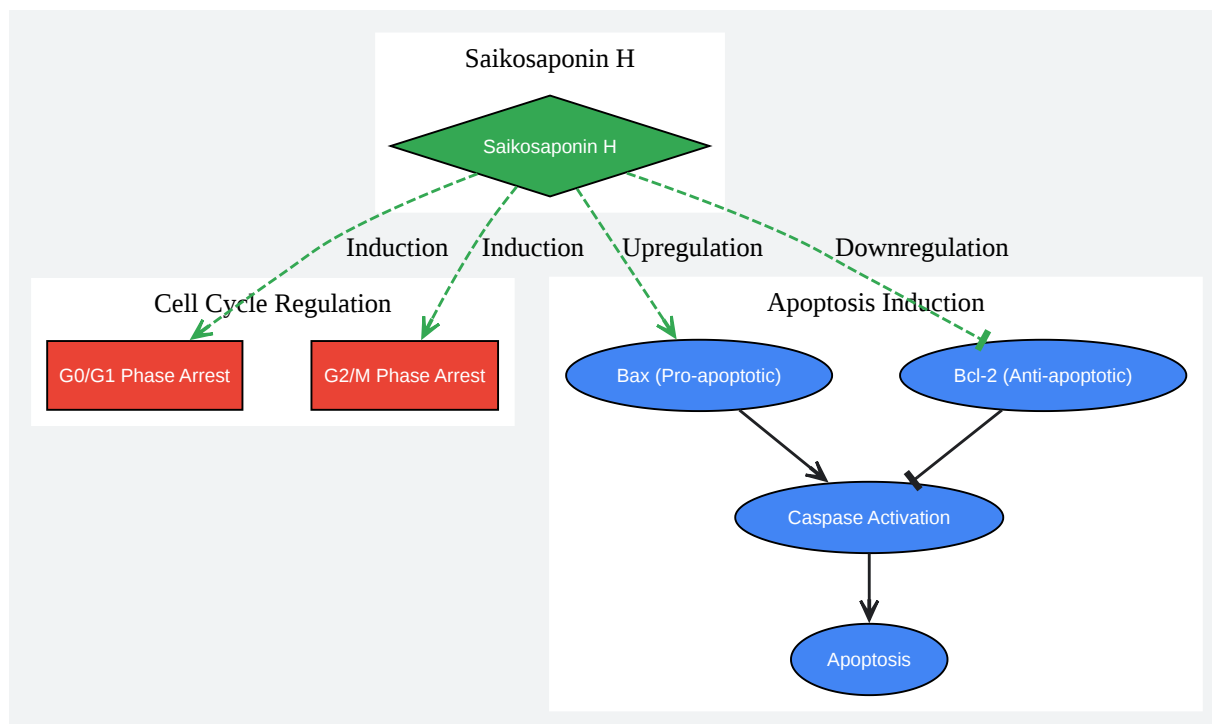 Saikosaponin H
Saikosaponin H
Induction
Induction
Upregulation
Downregulation
Cell Cycle Regulation
Apoptosis Induction
G0/G1 Phase Arrest
G2/M Phase Arrest
Bax (Pro-apoptotic)
Bcl-2 (Anti-apoptotic)
Caspase Activation
Apoptosis